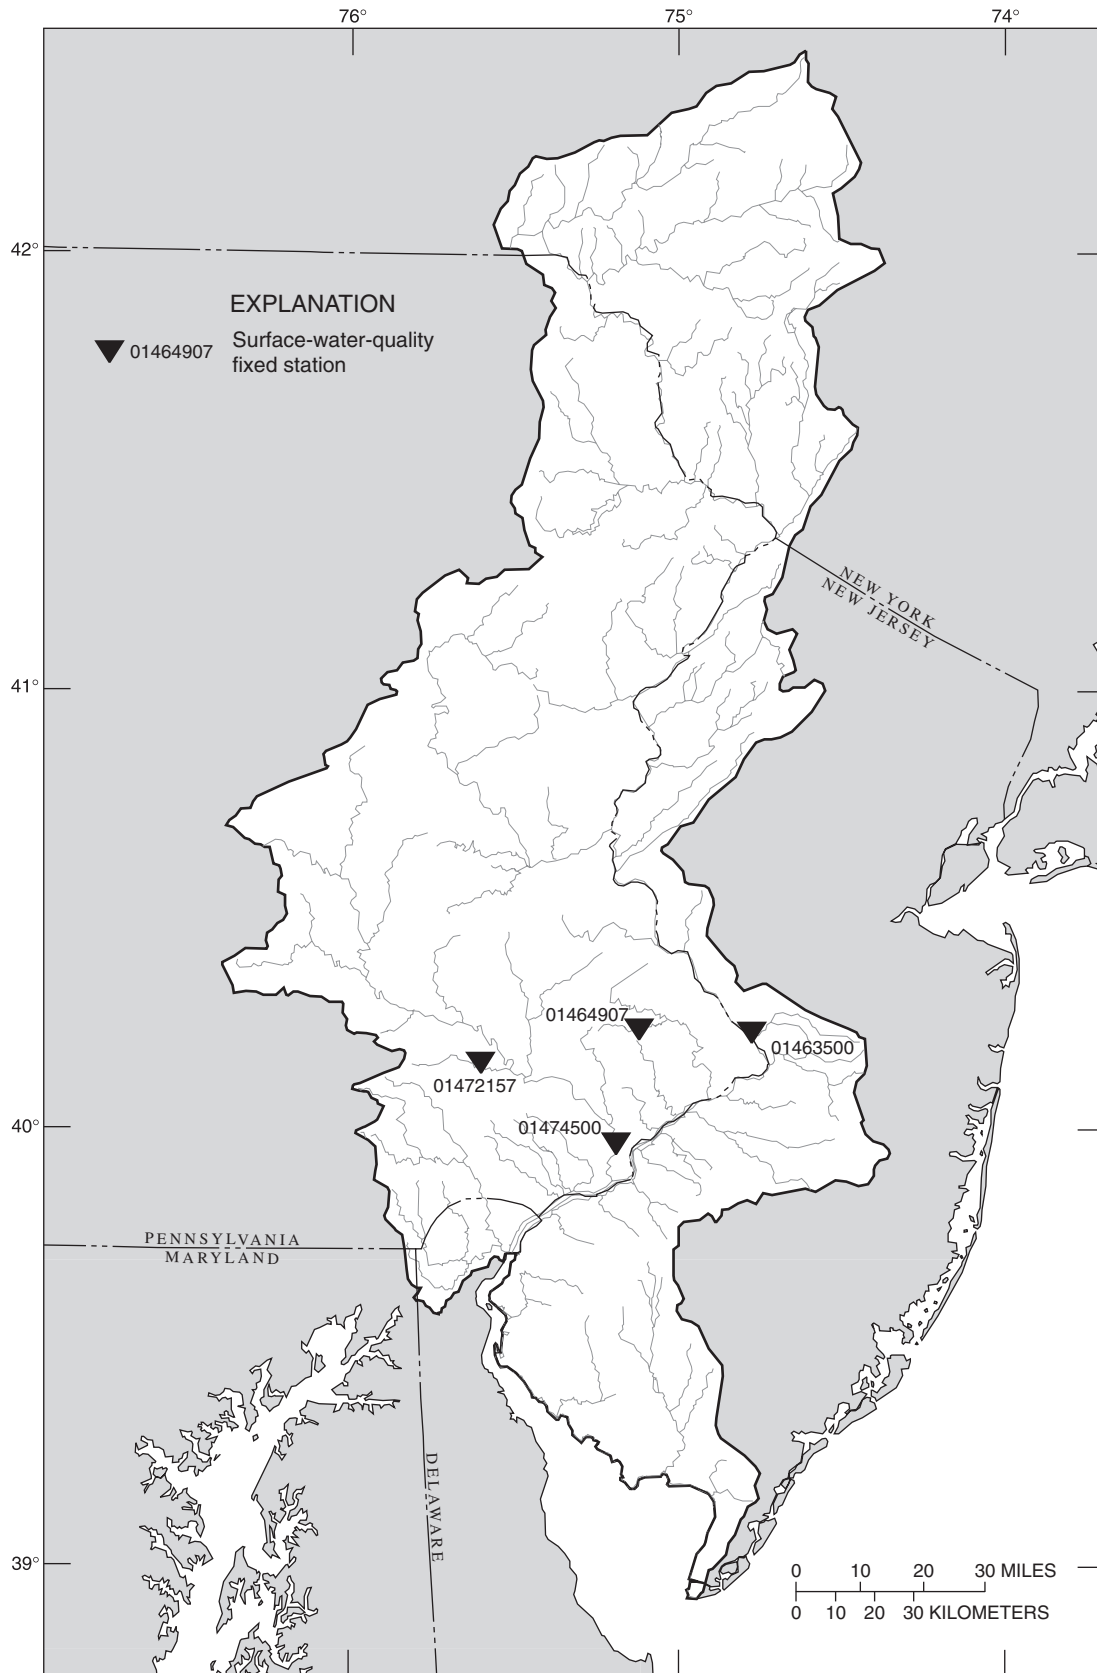 76° 75° 74°
42°
EXPLANATION
01464907 Surface-water-quality
fixed station
NEW YORK
NEW JERSEY
41°
01464907
01463500
01472157
40°
01474500
PENNSYLVANIA
MARYLAND
DELAWARE
39°
0 10 20 30 MILES
0 10 20 30 KILOMETERS